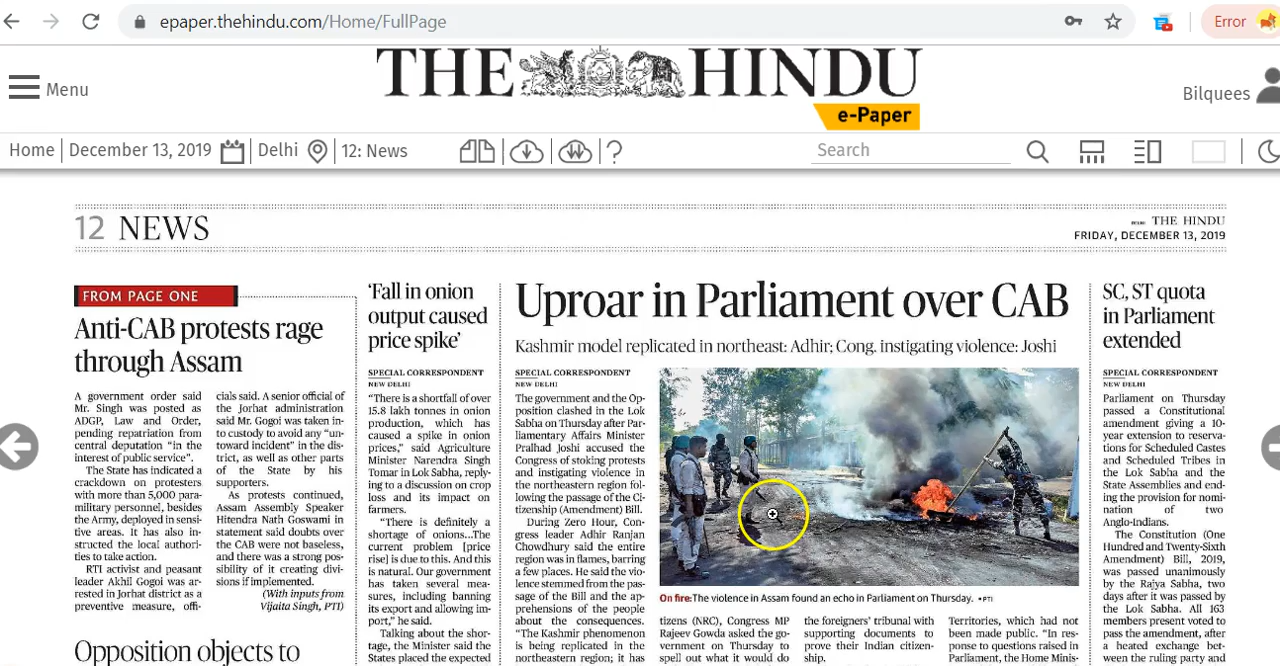 epaper.thehindu.com/Home/FullPage
Error
THE HINDU
e-Paper
Menu
Bilquees
Home
December 13, 2019
Delhi
12: News
?
Search
12 NEWS
THE HINDU
FRIDAY, DECEMBER 13, 2019
FROM PAGE ONE
Anti-CAB protests rage
through Assam
A government order said
Mr. Singh was posted as
ADGP, Law and Order,
pending repatriation from
central deputation “in the
interest of public service”.
The State has indicated a
crackdown on protesters
with more than 5,000 para-
military personnel, besides
the Army, deployed in sensi-
tive areas. It has also in-
structed the local authori-
ties to take action.
RTI activist and peasant
leader Akhil Gogoi was ar-
rested in Jorhat district as a
preventive measure, offi-
cials said. A senior official of
the Jorhat administration
said Mr. Gogoi was taken in-
to custody to avoid any “un-
toward incident” in the dis-
trict, as well as other parts
of the State by his
supporters.
As protests continued,
Assam Assembly Speaker
Hitendra Nath Goswami in
statement said doubts over
the CAB were not baseless,
and there was a strong pos-
sibility of it creating divi-
sions if implemented.
(With inputs from
Vijaita Singh, PTI)
Opposition objects to
‘Fall in onion
output caused
price spike’
SPECIAL CORRESPONDENT
NEW DELHI
“There is a shortfall of over
15.8 lakh tonnes in onion
production, which has
caused a spike in onion
prices,” said Agriculture
Minister Narendra Singh
Tomar in Lok Sabha, reply-
ing to a discussion on crop
loss and its impact on
farmers.
“There is definitely a
shortage of onions...The
current problem [price
rise] is due to this. And this
is natural. Our government
has taken several mea-
sures, including banning
its export and allowing im-
port,” he said.
Talking about the shor-
tage, the Minister said the
States placed the expected
Uproar in Parliament over CAB
Kashmir model replicated in northeast: Adhir; Cong. instigating violence: Joshi
SPECIAL CORRESPONDENT
NEW DELHI
The government and the Op-
position clashed in the Lok
Sabha on Thursday after Par-
liamentary Affairs Minister
Pralhad Joshi accused the
Congress of stoking protests
and instigating violence in
the northeastern region fol-
lowing the passage of the Ci-
tizenship (Amendment) Bill.
During Zero Hour, Con-
gress leader Adhir Ranjan
Chowdhury said the entire
region was in flames, barring
a few places. He said the vio-
lence stemmed from the pas-
sage of the Bill and the ap-
prehensions of the people
about the consequences.
“The Kashmir phenomenon
is being replicated in the
northeastern region; it has
On fire: The violence in Assam found an echo in Parliament on Thursday. •PTI
tizens (NRC), Congress MP
Rajeev Gowda asked the go-
vernment on Thursday to
spell out what it would do
the foreigners’ tribunal with
supporting documents to
prove their Indian citizen-
ship.
Territories, which had not
been made public. “In res-
ponse to questions raised in
Parliament, the Home Minis-
SC, ST quota
in Parliament
extended
SPECIAL CORRESPONDENT
NEW DELHI
Parliament on Thursday
passed a Constitutional
amendment giving a 10-
year extension to reserva-
tions for Scheduled Castes
and Scheduled Tribes in
the Lok Sabha and the
State Assemblies and end-
ing the provision for nomi-
nation of two
Anglo-Indians.
The Constitution (One
Hundred and Twenty-Sixth
Amendment) Bill, 2019,
was passed unanimously
by the Rajya Sabha, two
days after it was passed by
the Lok Sabha. All 163
members present voted to
pass the amendment, after
a heated exchange bet-
ween the ruling party and